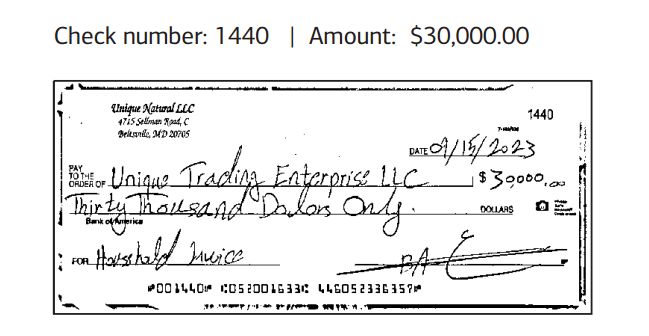 Check number: 1440 | Amount: $30,000.00
Unique Natural LLC
4715 Sellman Road, C
Beltsville, MD 20705
1440
DATE 09/15/2023
PAY TO THE ORDER OF Unique Trading Enterprise LLC $30,000.00
Thirty Thousand Dolors Only. DOLLARS
Bank of America
FOR Household Invice
⑈001440⑈ ⑆052001633⑆ 446052336357⑈